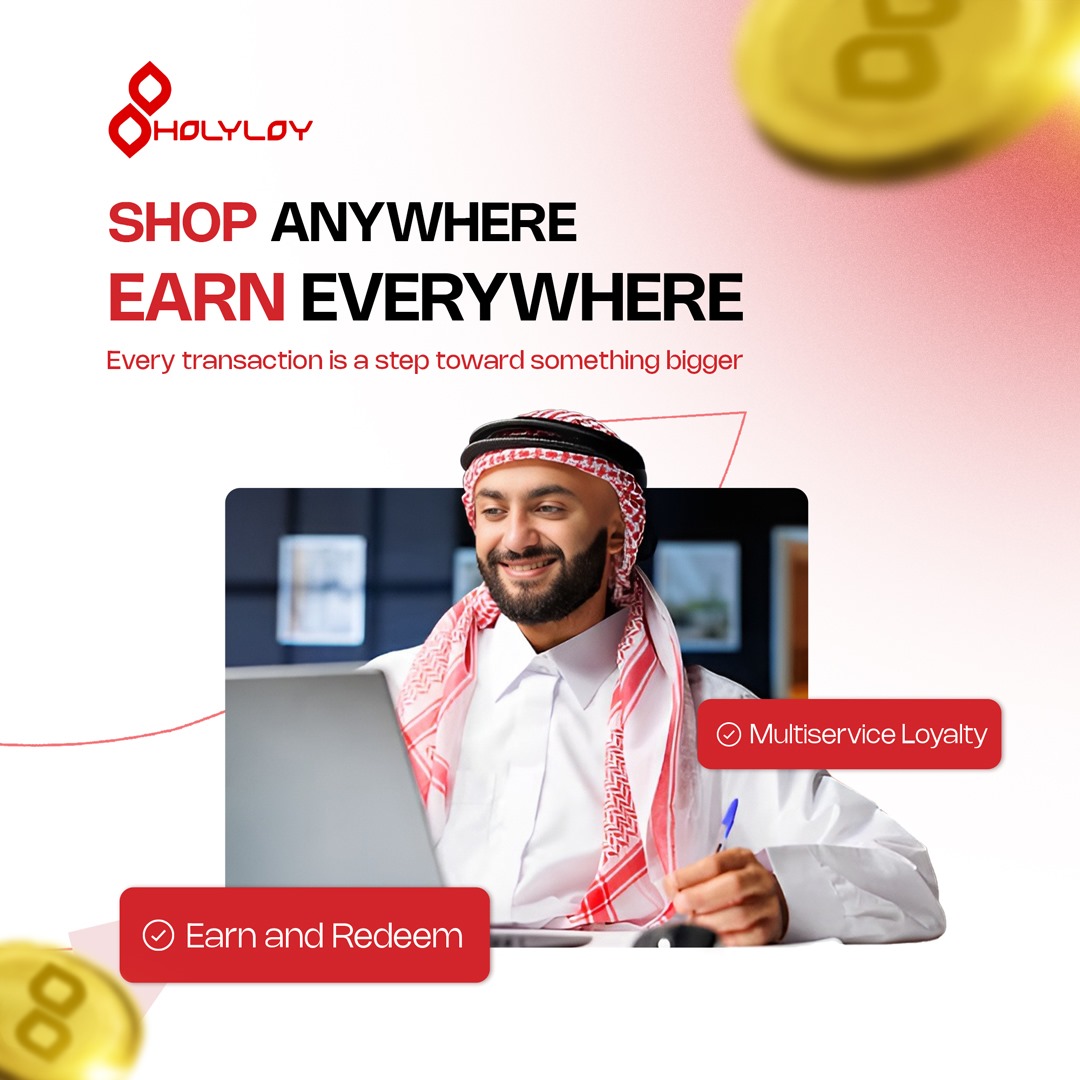 HOLYLOY
SHOP ANYWHERE
EARN EVERYWHERE
Every transaction is a step toward something bigger
Multiservice Loyalty
Earn and Redeem